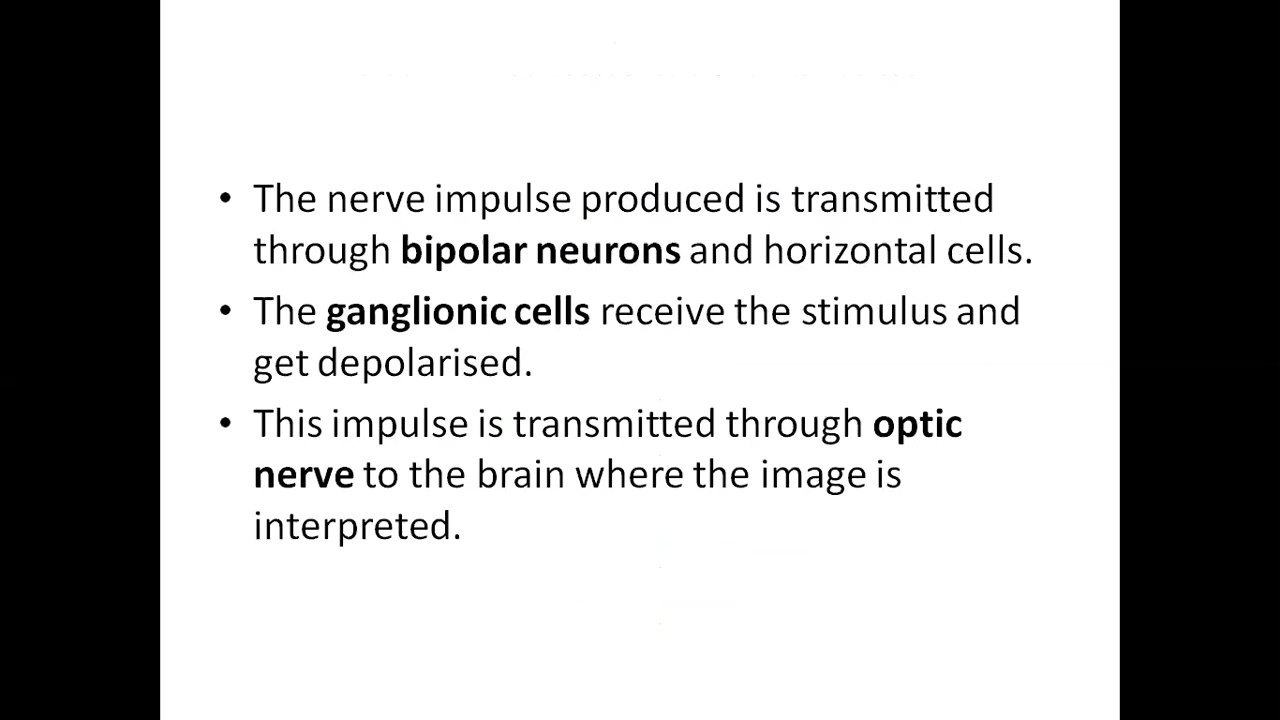 • The nerve impulse produced is transmitted
through bipolar neurons and horizontal cells.
• The ganglionic cells receive the stimulus and
get depolarised.
• This impulse is transmitted through optic
nerve to the brain where the image is
interpreted.